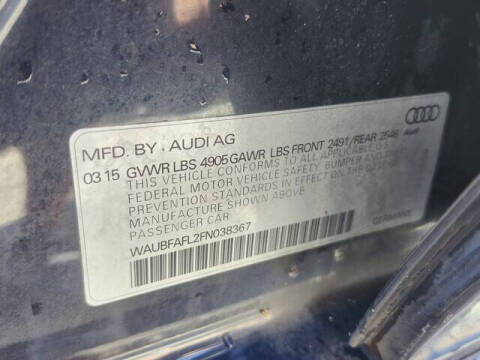 MFD. BY. AUDI AG
Audi
03 15 GVWR LBS 4905 GAWR LBS FRONT 2491/REAR 2546
THIS VEHICLE CONFORMS TO ALL APPLICABLE U.S.
FEDERAL MOTOR VEHICLE SAFETY, BUMPER AND THEFT
PREVENTION STANDARDS IN EFFECT ON THE DATE OF
MANUFACTURE SHOWN ABOVE.
PASSENGER CAR
WAUBFAFL2FN038367
GERMANY